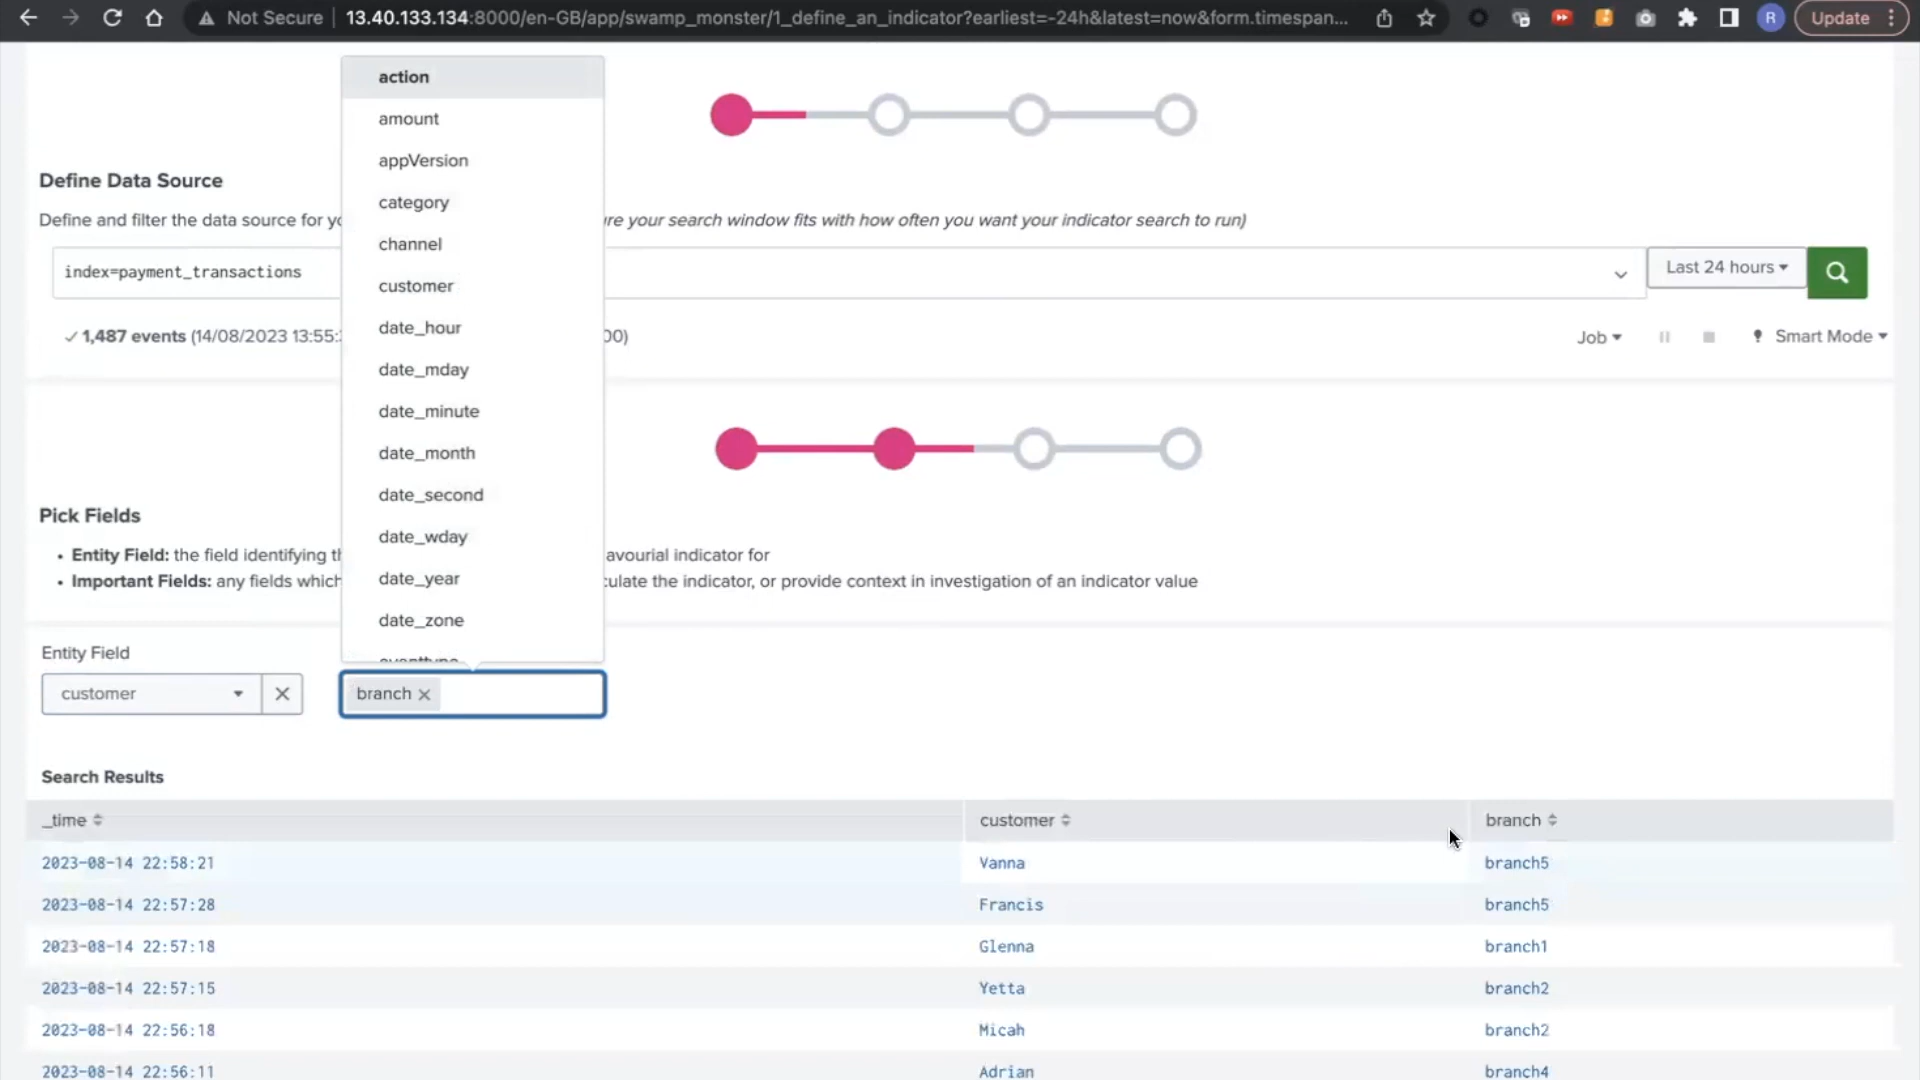 Not Secure
13.40.133.134:8000/en-GB/app/swamp_monster/1_define_an_indicator?earliest=-24h&latest=now&form.timespan...
R
Update
action
amount
appVersion
category
channel
customer
date_hour
date_mday
date_minute
date_month
date_second
date_wday
date_year
date_zone
eventtype
Define Data Source
Define and filter the data source for yo
re your search window fits with how often you want your indicator search to run)
index=payment_transactions
Last 24 hours
✓ 1,487 events (14/08/2023 13:55:
00)
Job
Smart Mode
Pick Fields
• Entity Field: the field identifying th
avourial indicator for
• Important Fields: any fields which
culate the indicator, or provide context in investigation of an indicator value
Entity Field
customer
branch
Search Results
_time customer branch
2023-08-14 22:58:21 Vanna branch5
2023-08-14 22:57:28 Francis branch5
2023-08-14 22:57:18 Glenna branch1
2023-08-14 22:57:15 Yetta branch2
2023-08-14 22:56:18 Micah branch2
2023-08-14 22:56:11 Adrian branch4